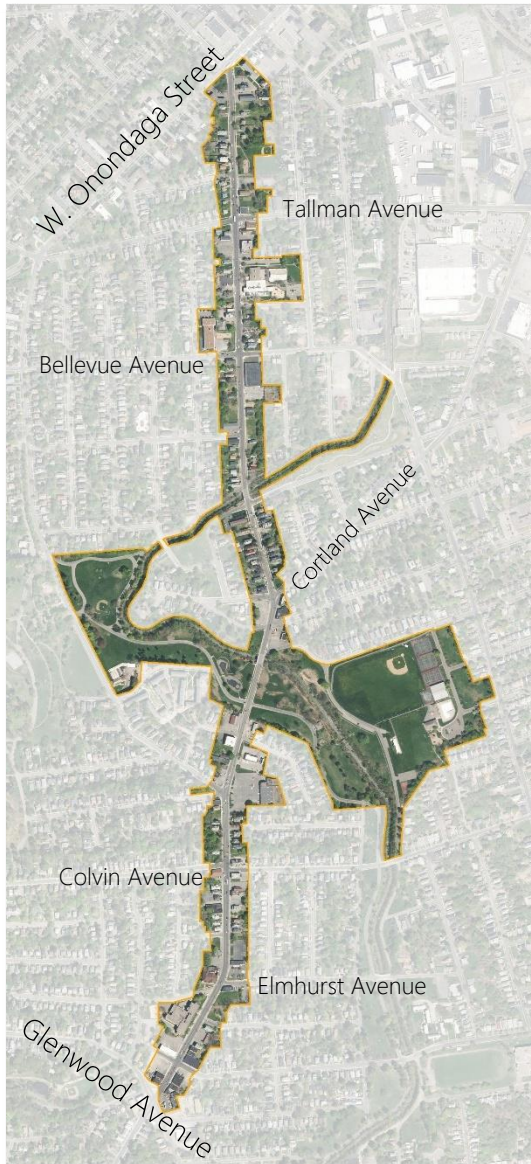 W. Onondaga Street
Tallman Avenue
Bellevue Avenue
Cortland Avenue
Colvin Avenue
Elmhurst Avenue
Glenwood Avenue